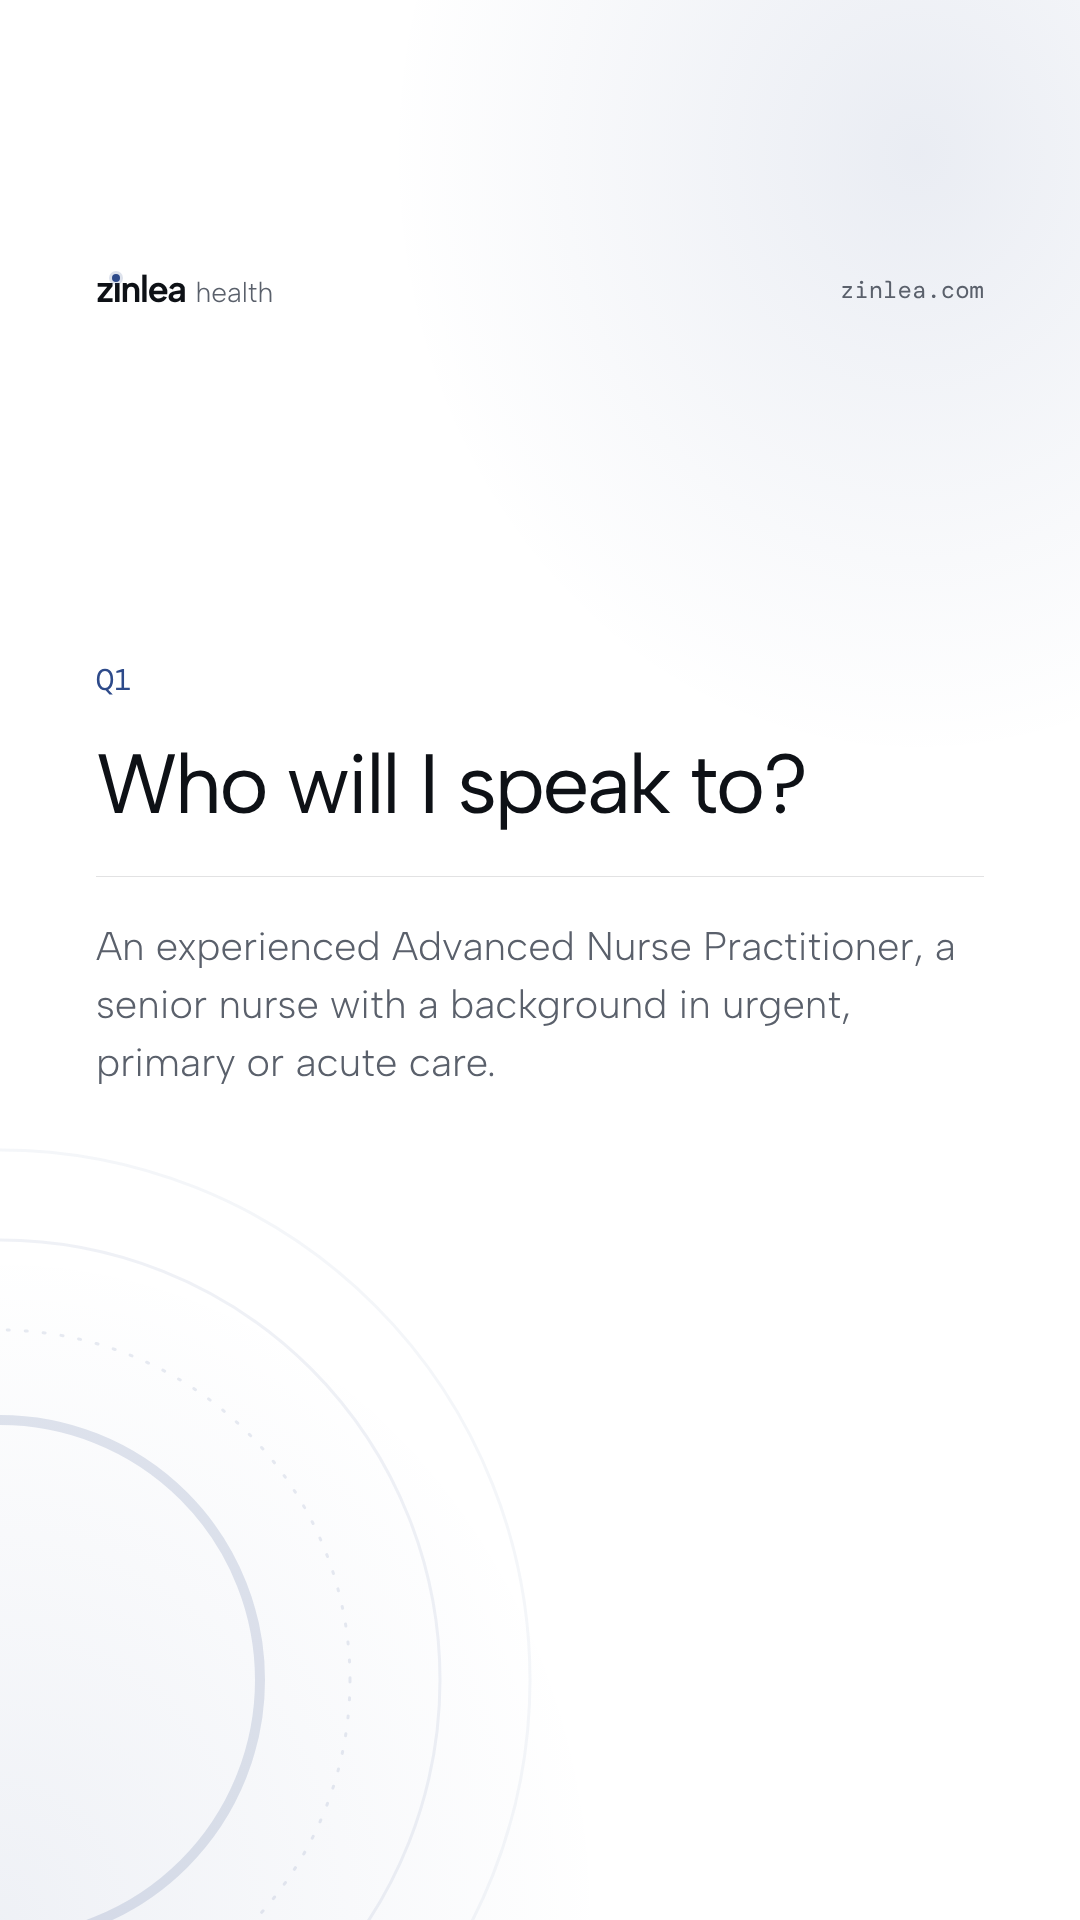 zinlea health
zinlea.com
Q1
Who will I speak to?
An experienced Advanced Nurse Practitioner, a
senior nurse with a background in urgent,
primary or acute care.